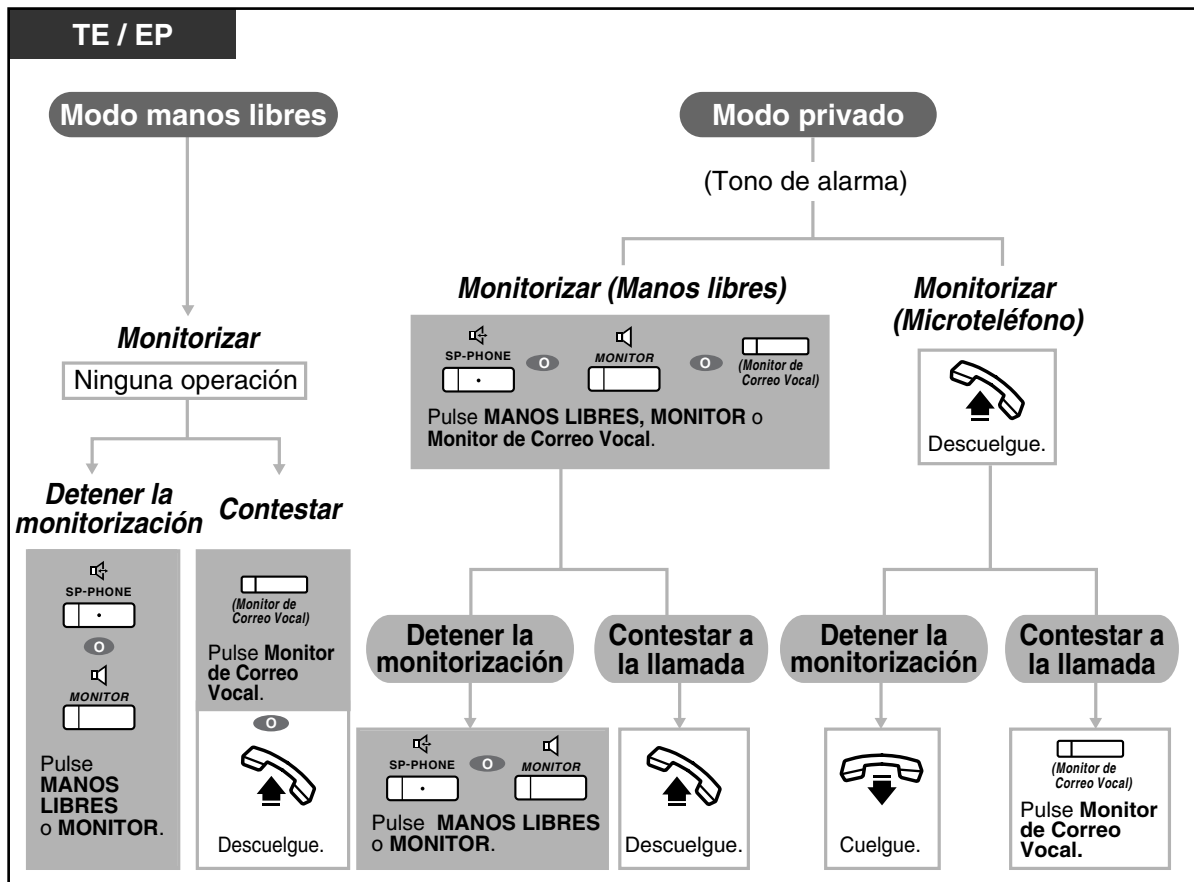 TE / EP
Modo manos libres
Monitorizar
Ninguna operación
Detener la
monitorización
SP-PHONE
O
MONITOR
Pulse
MANOS
LIBRES
o MONITOR.
Contestar
(Monitor de
Correo Vocal)
Pulse Monitor
de Correo
Vocal.
O
Descuelgue.
Modo privado
(Tono de alarma)
Monitorizar (Manos libres)
SP-PHONE
O
MONITOR
O
(Monitor de
Correo Vocal)
Pulse MANOS LIBRES, MONITOR o
Monitor de Correo Vocal.
Detener la
monitorización
SP-PHONE
O
MONITOR
Pulse MANOS LIBRES
o MONITOR.
Contestar a
la llamada
Descuelgue.
Monitorizar
(Microteléfono)
Descuelgue.
Detener la
monitorización
Cuelgue.
Contestar a
la llamada
(Monitor de
Correo Vocal)
Pulse Monitor
de Correo
Vocal.